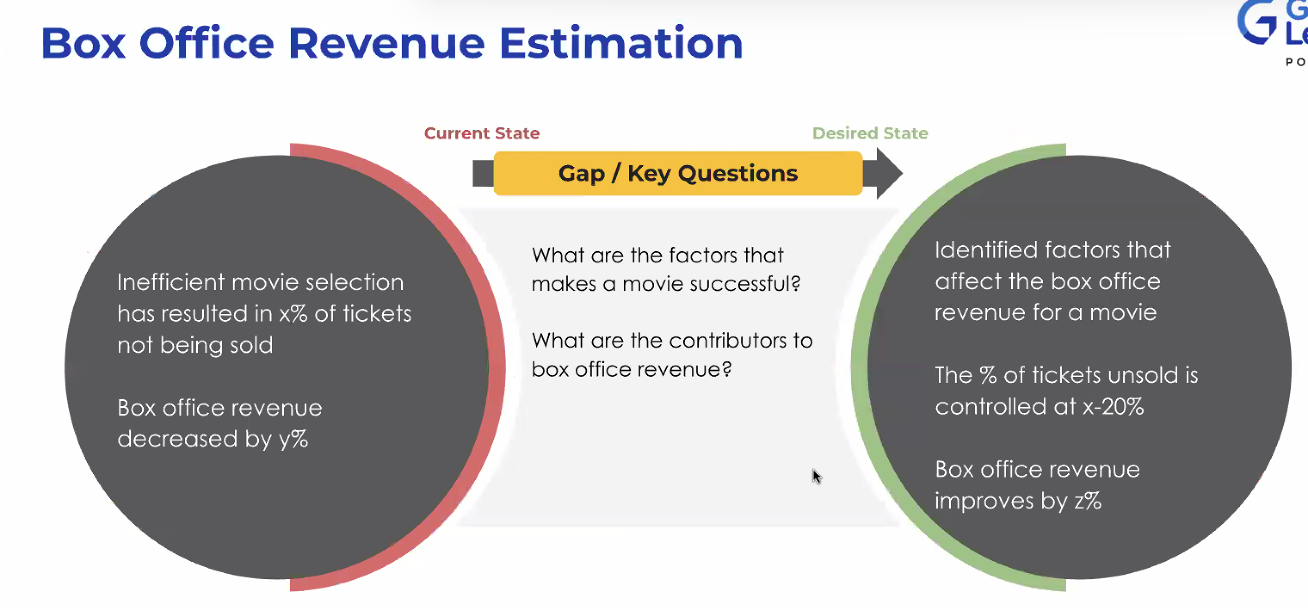 Box Office Revenue Estimation
G
Current State
Desired State
Gap / Key Questions
Inefficient movie selection
has resulted in x% of tickets
not being sold
Box office revenue
decreased by y%
What are the factors that
makes a movie successful?
What are the contributors to
box office revenue?
Identified factors that
affect the box office
revenue for a movie
The % of tickets unsold is
controlled at x-20%
Box office revenue
improves by z%